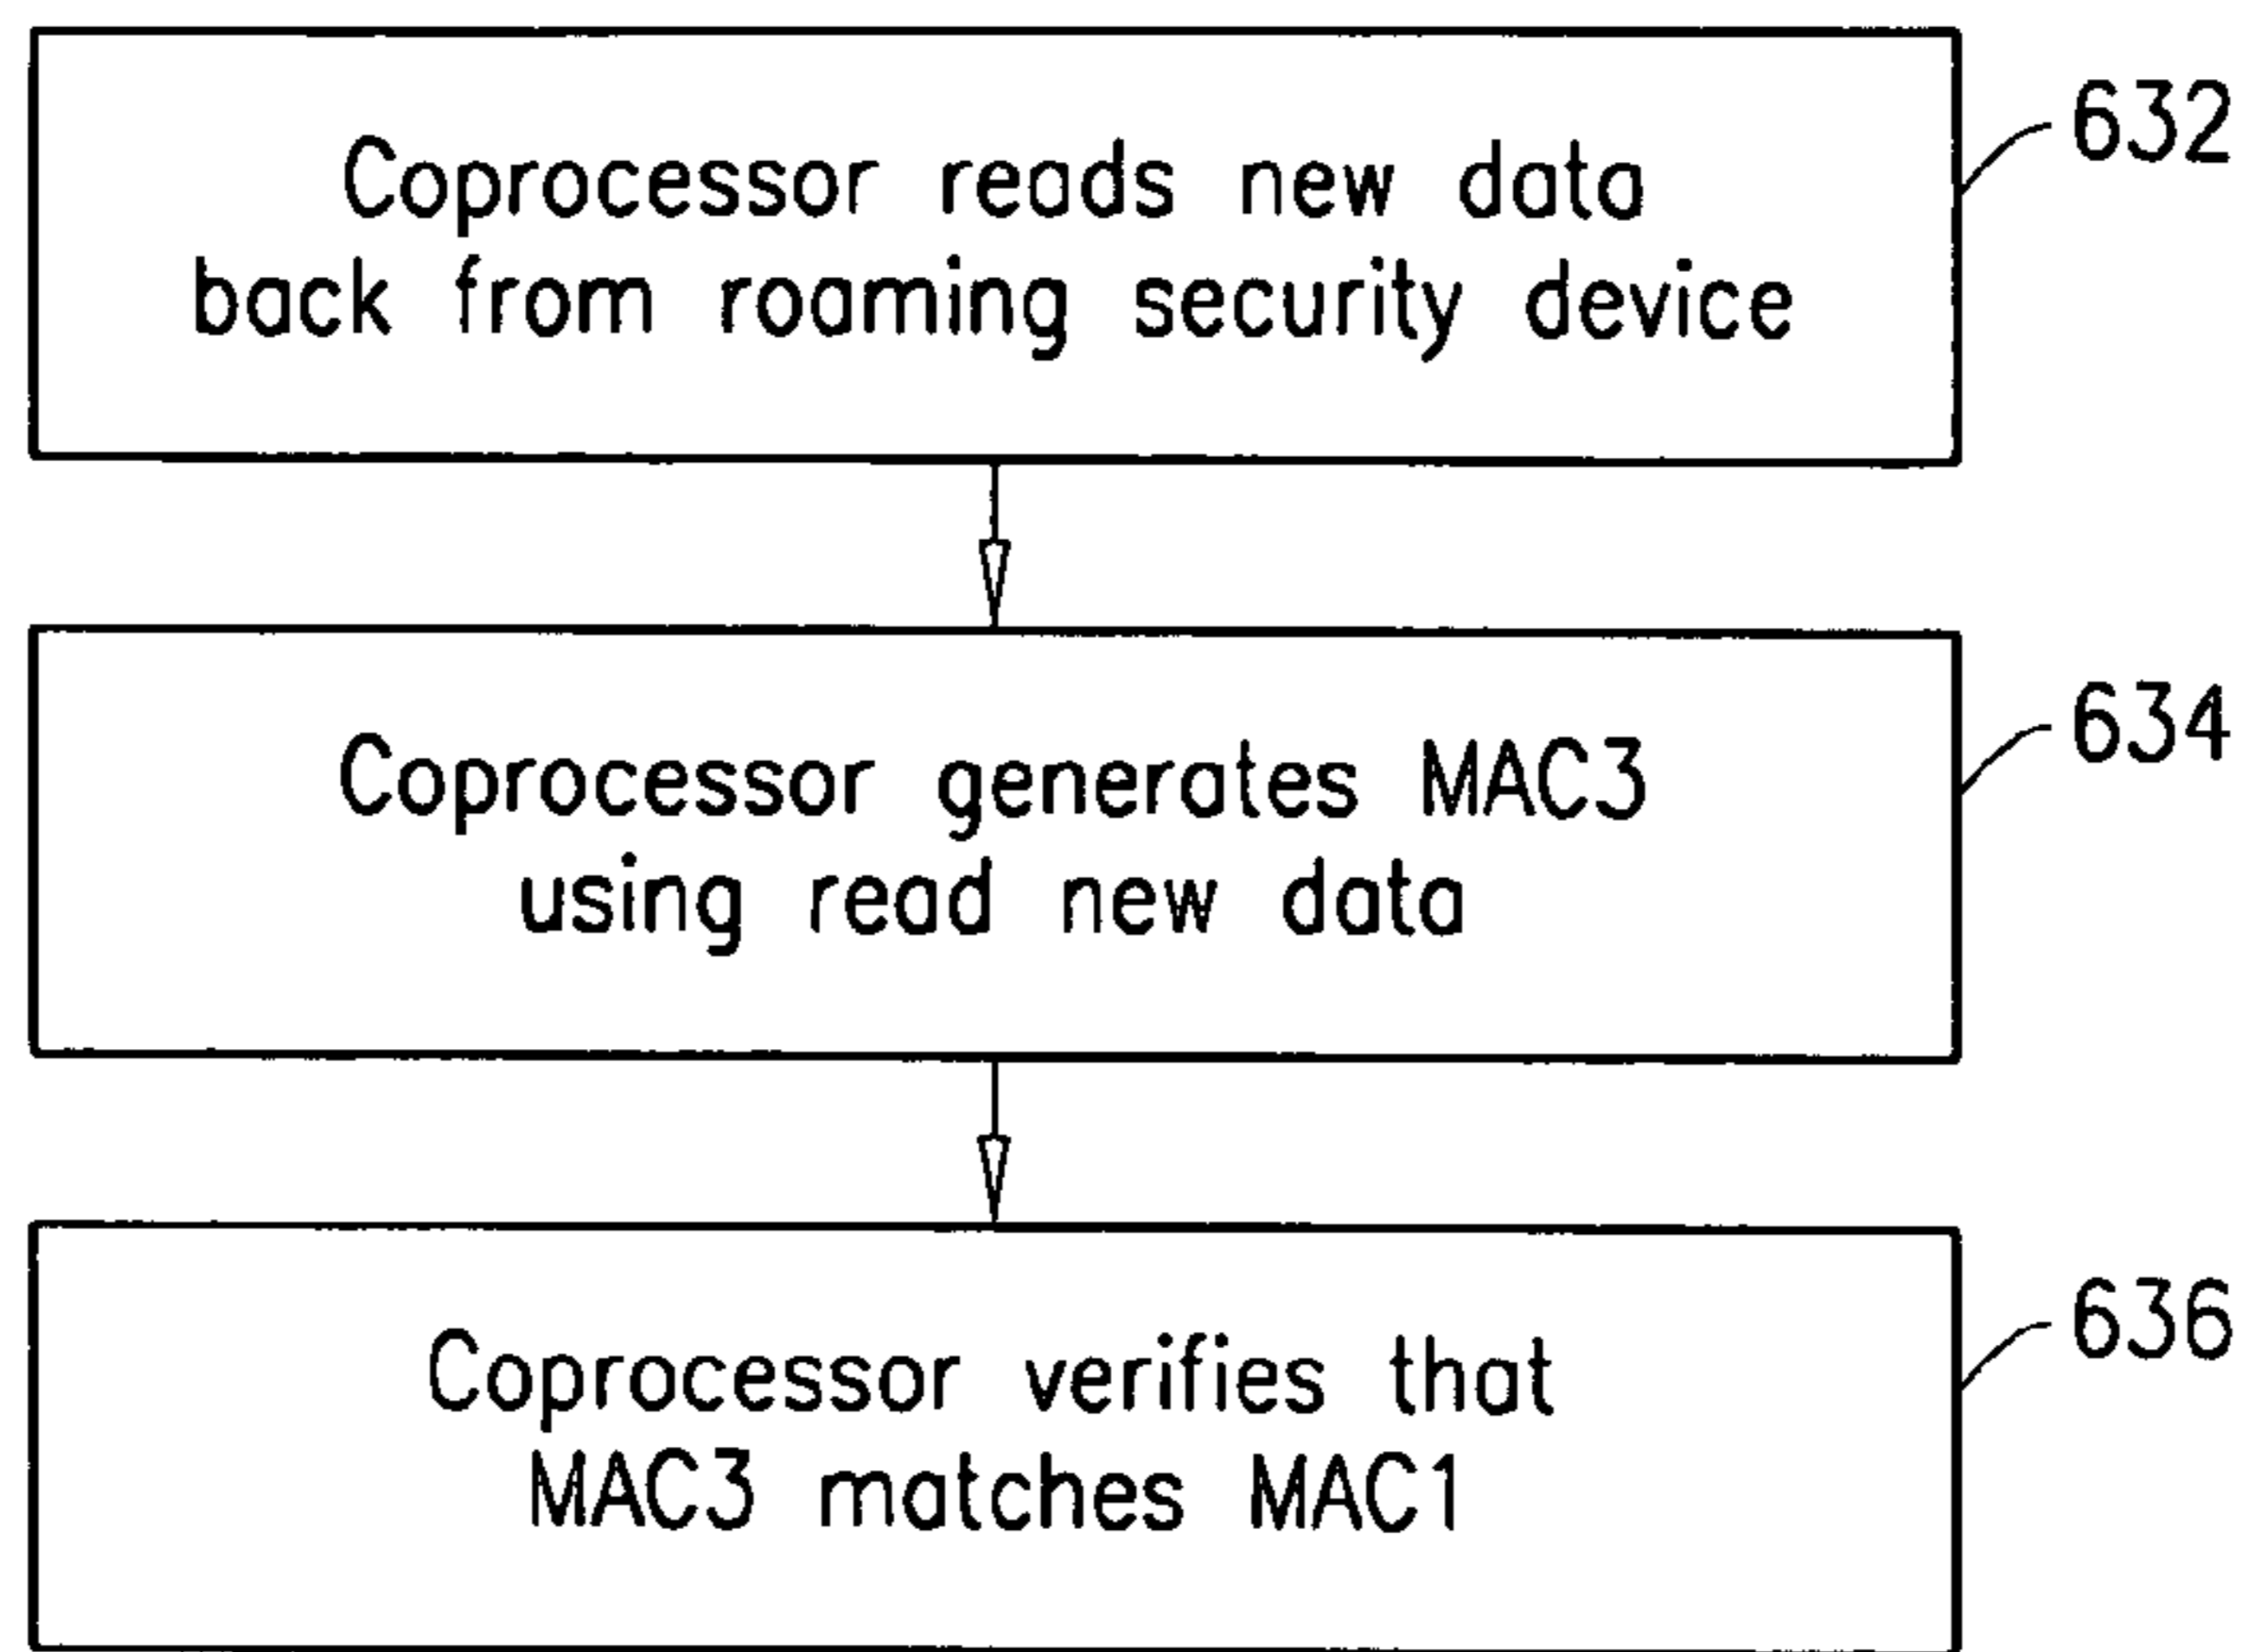 Coprocessor reads new data
back from roaming security device
632
Coprocessor generates MAC3
using read new data
634
Coprocessor verifies that
MAC3 matches MAC1
636